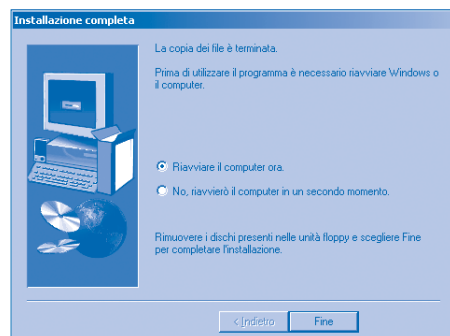 Installazione completa
La copia dei file è terminata.
Prima di utilizzare il programma è necessario riavviare Windows o
il computer.
Riavviare il computer ora.
No, riavvierò il computer in un secondo momento.
Rimuovere i dischi presenti nelle unità floppy e scegliere Fine
per completare l'installazione.
< Indietro
Fine